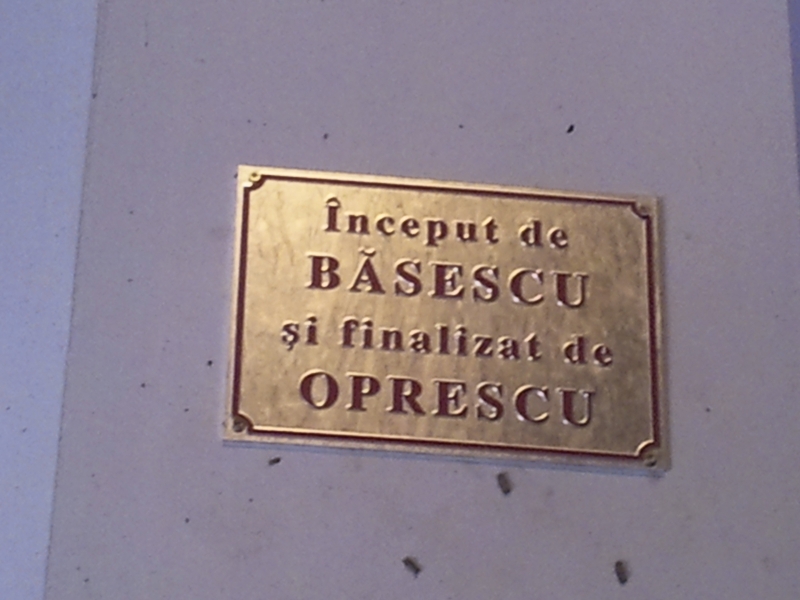 Început de
BĂSESCU
și finalizat de
OPRESCU